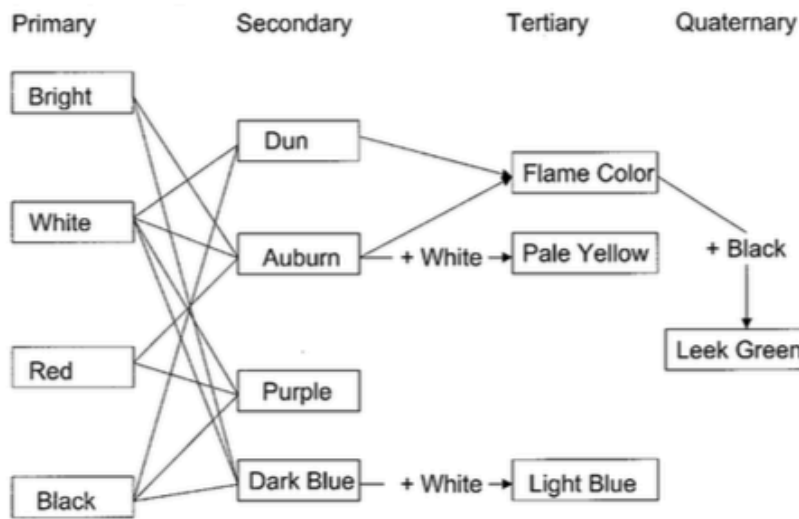 Primary Secondary Tertiary Quaternary
Bright
Dun
Flame Color
White
Auburn + White Pale Yellow + Black
Leek Green
Red
Purple
Black
Dark Blue + White Light Blue